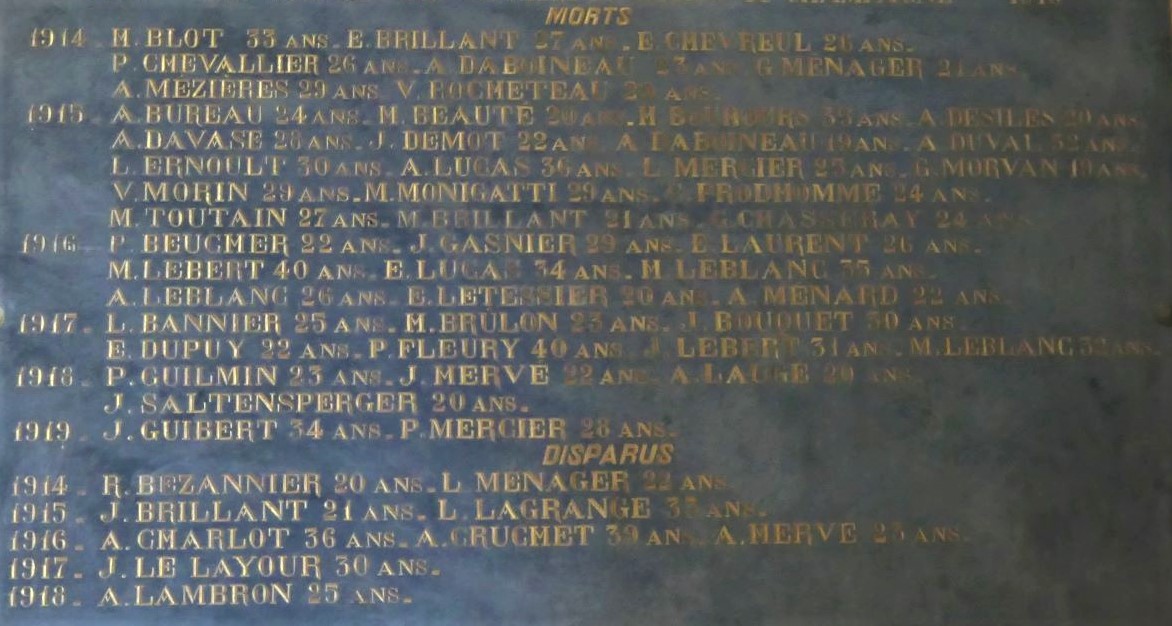 MORTS
1914 M. BLOT 33 ANS. E. BRILLANT 27 ANS. E. CHEVREUL 26 ANS.
P. CHEVALLIER 26 ANS. A DABOINEAU 23 ANS G MENAGER 21 ANS.
A. MÉZIÈRES 29 ANS V. ROCHETEAU ANS.
1915 A. BUREAU 24 ANS. M. BEAUTE 20 ANS. H BOUHOURS 33 ANS. A. DESILES 20 ANS
A. DAVASE 28 ANS. J. DEMOT 22 ANS A DABOINEAU 19 ANS. A DUVAL 32 ANS.
L. ERNOULT 30 ANS. A. LUCAS 36 ANS. L MERCIER 25 ANS. G. MORVAN 19 ANS.
V. MORIN 29 ANS. M. MONIGATTI 29 ANS. PRODHOMME 24 ANS.
M. TOUTAIN 27 ANS. M. BRILLANT 21 ANS. CHASSERAY 24 ANS
1916 P. BEUCHER 22 ANS. J. GASNIER 29 ANS. E LAURENT 26 ANS.
M. LEBERT 40 ANS. E. LUCAS 34 ANS. M LEBLANC 35 ANS.
A. LEBLANC 26 ANS. E. LETESSIER 20 ANS. A. MENARD 22 ANS.
1917. L. BANNIER 25 ANS. M. BRÛLON 23 ANS. J. BOUQUET 30 ANS.
E. DUPUY 22 ANS. P. FLEURY 40 ANS. J LEBERT 31 ANS. M. LEBLANC ANS.
1918. P. GUILMIN 23 ANS. J. MERVE 22 ANS. A. LAUGE 20 ANS
J. SALTENSPERGER 20 ANS.
1919. J. GUIBERT 34 ANS. P. MERCIER 28 ANS.
DISPARUS
1914. R. BEZANNIER 20 ANS. L MENAGER 22 ANS.
1915. J. BRILLANT 21 ANS. L. LAGRANGE ANS.
1916. A. CHARLOT 36 ANS. A. CRUCHET 39 ANS A. MERVE 25 ANS.
1917. J. LE LAYOUR 30 ANS.
1918. A. LAMBRON 25 ANS.